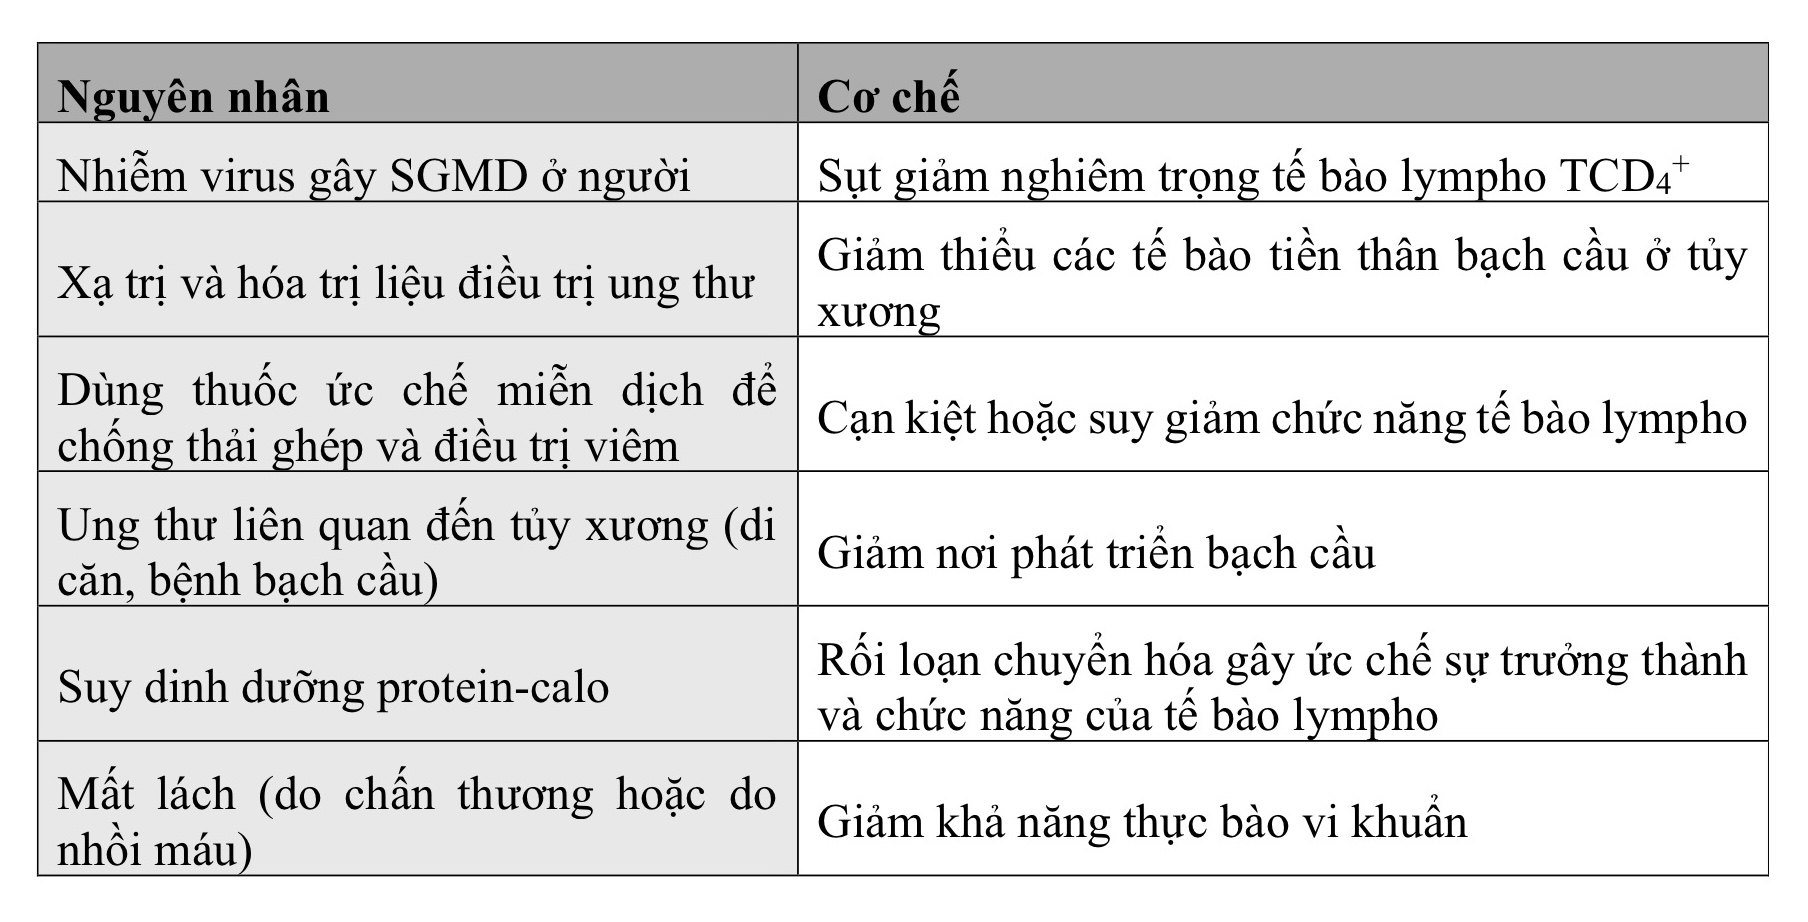 Nguyên nhân
Cơ chế
Nhiễm virus gây SGMD ở người
Sụt giảm nghiêm trọng tế bào lympho TCD₄⁺
Xạ trị và hóa trị liệu điều trị ung thư
Giảm thiểu các tế bào tiền thân bạch cầu ở tủy
xương
Dùng thuốc ức chế miễn dịch để
chống thải ghép và điều trị viêm
Cạn kiệt hoặc suy giảm chức năng tế bào lympho
Ung thư liên quan đến tủy xương (di
căn, bệnh bạch cầu)
Giảm nơi phát triển bạch cầu
Suy dinh dưỡng protein-calo
Rối loạn chuyển hóa gây ức chế sự trưởng thành
và chức năng của tế bào lympho
Mất lách (do chấn thương hoặc do
nhồi máu)
Giảm khả năng thực bào vi khuẩn